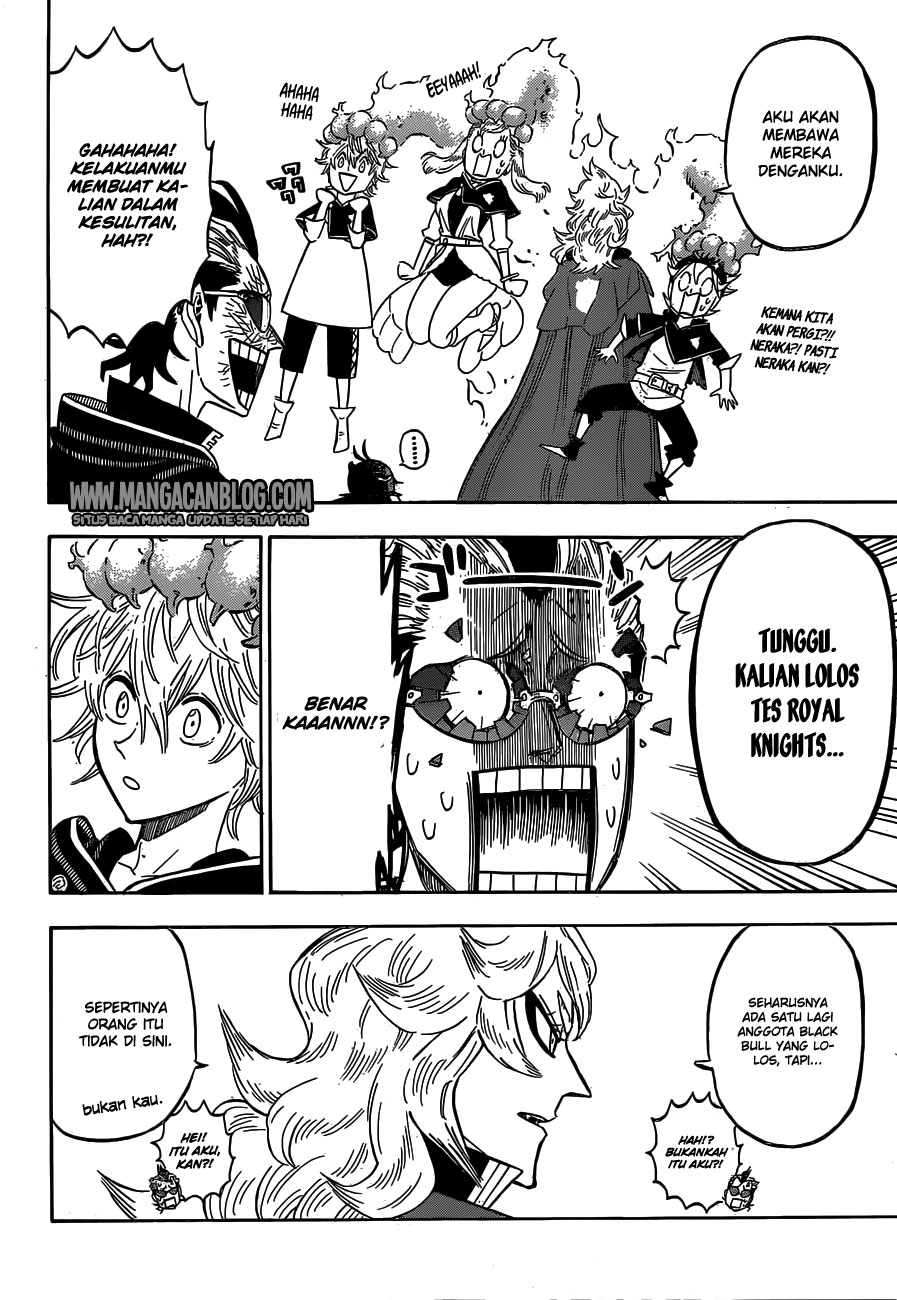 AKU AKAN
MEMBAWA
MEREKA
DENGANKU.
EEYAAAH!
AHAHA
HAHA
GAHAHAHA!
KELAKUANMU
MEMBUAT KA-
LIAN DALAM
KESULITAN,
HAH?!
KEMANA KITA
AKAN PERGI?!!
NERAKA?! PASTI
NERAKA KAN?!
WWW.MANGACANBLOG.COM
SITUS BACA MANGA UPDATE SETIAP HARI
TUNGGU.
KALIAN LOLOS
TES ROYAL
KNIGHTS...
BENAR
KAAANNN!?
SEHARUSNYA
ADA SATU LAGI
ANGGOTA BLACK
BULL YANG LO-
LOS, TAPI...
HAH!?
BUKANKAH
ITU AKU?!
SEPERTINYA
ORANG ITU
TIDAK DI SINI.
bukan kau.
HEI!
ITU AKU,
KAN?!